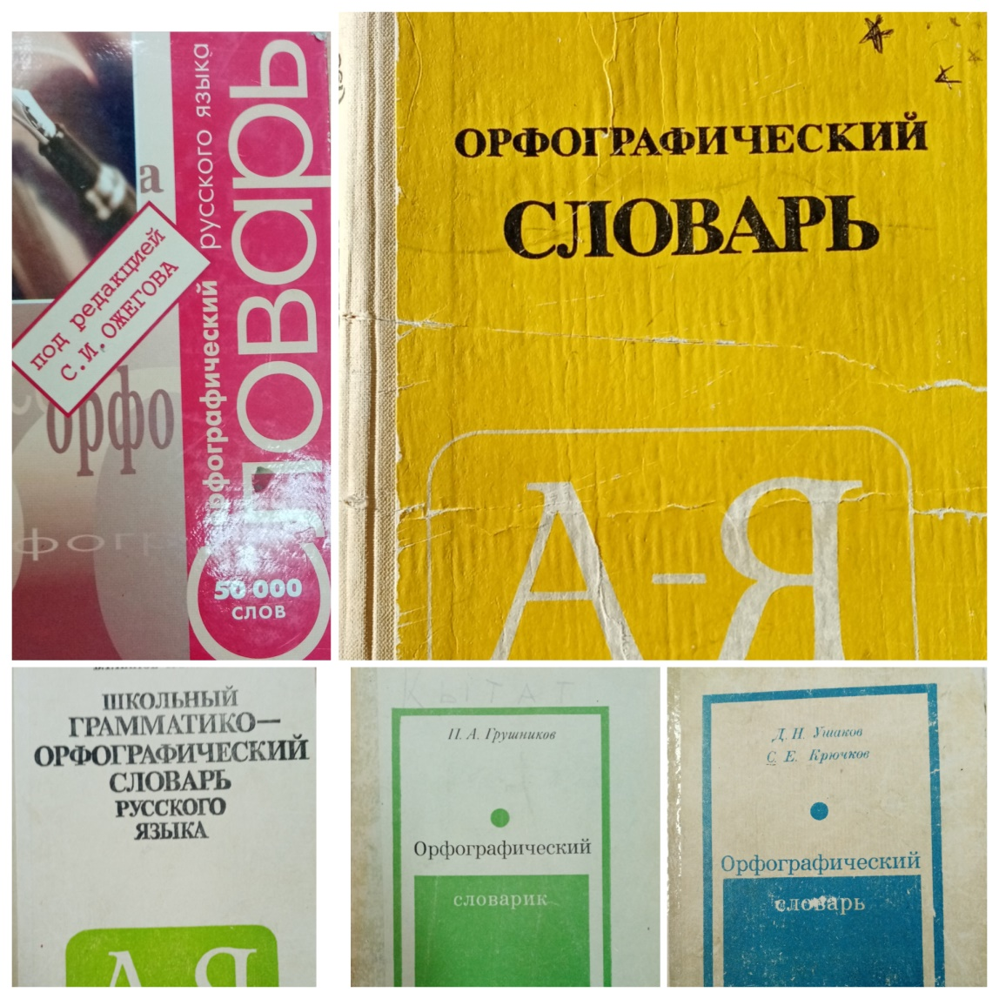 под редакцией
С.И.ОЖЕГОВА
орфографический русского языка
Словарь
50 000
СЛОВ
а
орфо
ОРФОГРАФИЧЕСКИЙ
СЛОВАРЬ
А-Я
ШКОЛЬНЫЙ
ГРАММАТИКО—
ОРФОГРАФИЧЕСКИЙ
СЛОВАРЬ
РУССКОГО
ЯЗЫКА
А-Я
П. А. Грушников
Орфографический
словарик
Д. Н. Ушаков
С. Е. Крючков
Орфографический
словарь